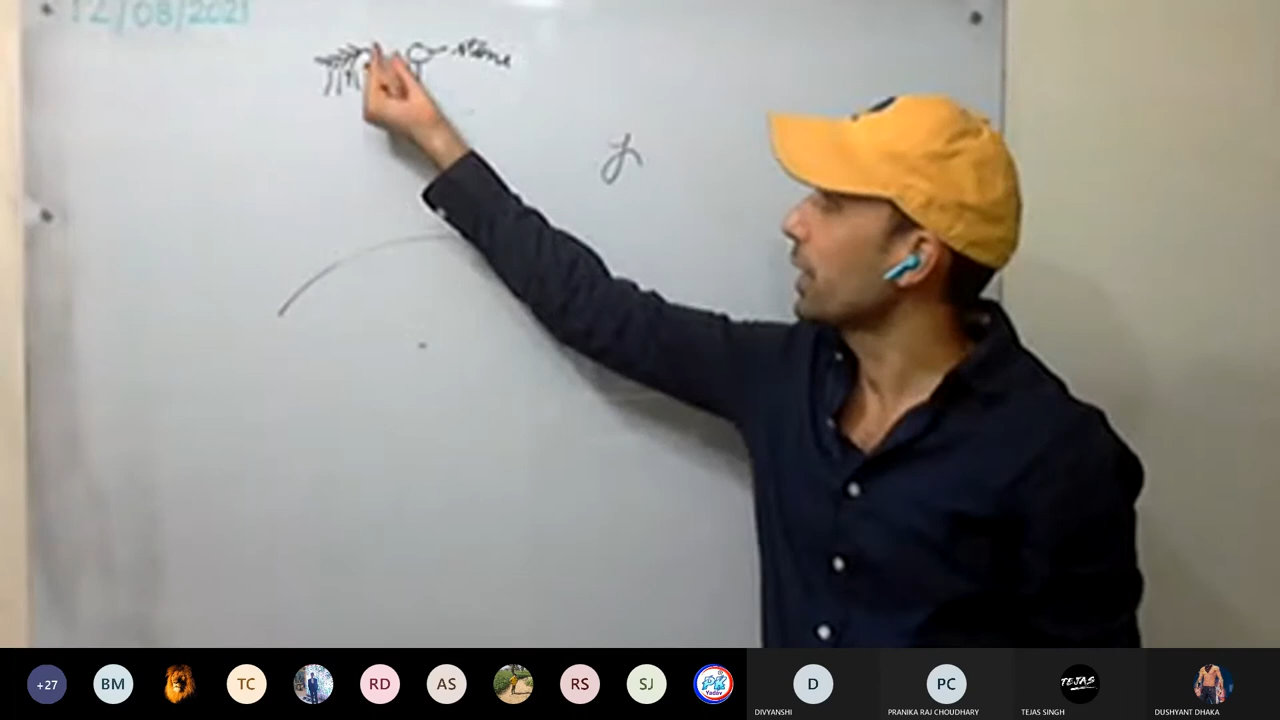 12/08/2021
+27
BM
TC
RD
AS
RS
SJ
Yadav
D
DIVYANSHI
PC
PRANIKA RAJ CHOUDHARY
TEJAS
TEJAS SINGH
DUSHYANT DHAKA